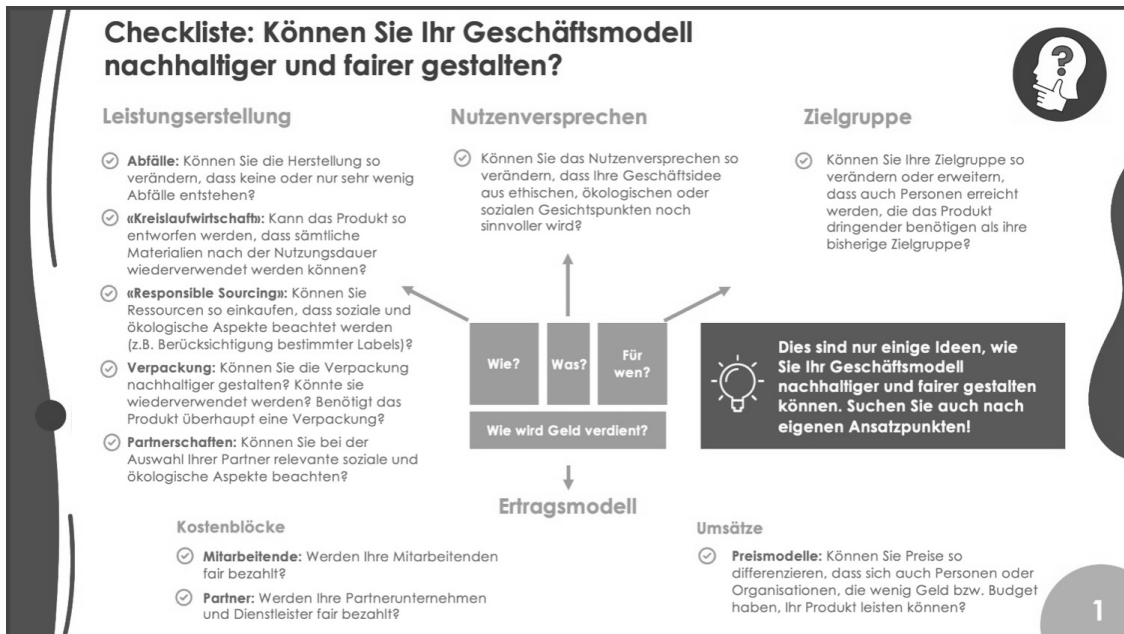 Checkliste: Können Sie Ihr Geschäftsmodell
nachhaltiger und fairer gestalten?
?
Leistungserstellung
Abfälle: Können Sie die Herstellung so
verändern, dass keine oder nur sehr wenig
Abfälle entstehen?
«Kreislaufwirtschaft»: Kann das Produkt so
entworfen werden, dass sämtliche
Materialien nach der Nutzungsdauer
wiederverwendet werden können?
«Responsible Sourcing»: Können Sie
Ressourcen so einkaufen, dass soziale und
ökologische Aspekte beachtet werden
(z.B. Berücksichtigung bestimmter Labels)?
Verpackung: Können Sie die Verpackung
nachhaltiger gestalten? Könnte sie
wiederverwendet werden? Benötigt das
Produkt überhaupt eine Verpackung?
Partnerschaften: Können Sie bei der
Auswahl Ihrer Partner relevante soziale und
ökologische Aspekte beachten?
Nutzenversprechen
Können Sie das Nutzenversprechen so
verändern, dass Ihre Geschäftsidee
aus ethischen, ökologischen oder
sozialen Gesichtspunkten noch
sinnvoller wird?
Zielgruppe
Können Sie Ihre Zielgruppe so
verändern oder erweitern,
dass auch Personen erreicht
werden, die das Produkt
dringender benötigen als ihre
bisherige Zielgruppe?
Wie?
Was?
Für
wen?
Wie wird Geld verdient?
Dies sind nur einige Ideen, wie
Sie Ihr Geschäftsmodell
nachhaltiger und fairer gestalten
können. Suchen Sie auch nach
eigenen Ansatzpunkten!
Ertragsmodell
Kostenblöcke
Mitarbeitende: Werden Ihre Mitarbeitenden
fair bezahlt?
Partner: Werden Ihre Partnerunternehmen
und Dienstleister fair bezahlt?
Umsätze
Preismodelle: Können Sie Preise so
differenzieren, dass sich auch Personen oder
Organisationen, die wenig Geld bzw. Budget
haben, Ihr Produkt leisten können?
1